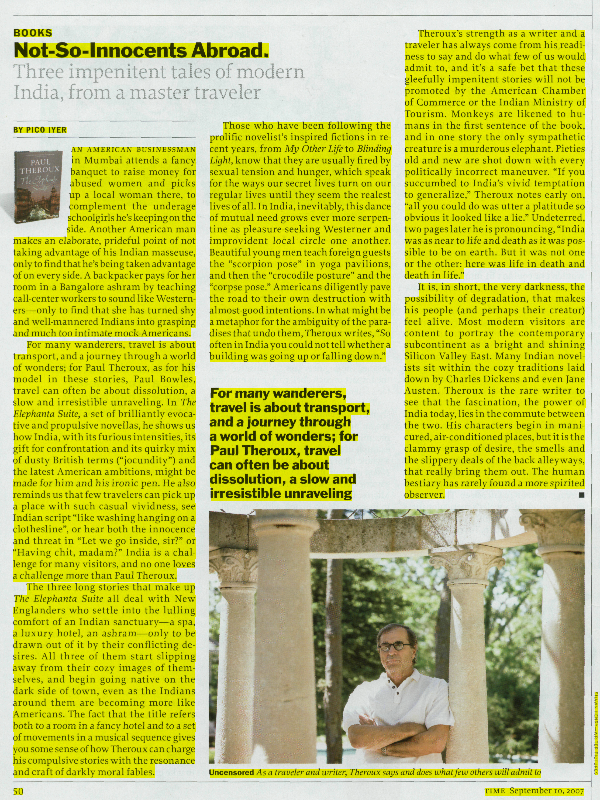 BOOKS
Not-So-Innocents Abroad.
Three impenitent tales of modern
India, from a master traveler
BY PICO IYER
PAUL
THEROUX
AN AMERICAN BUSINESSMAN
in Mumbai attends a fancy
banquet to raise money for
abused women and picks
up a local woman there, to
complement the underage
schoolgirls he's keeping on the
side. Another American man
makes an elaborate, prideful point of not
taking advantage of his Indian masseuse,
only to find that he's being taken advantage
of on every side. A backpacker pays for her
room in a Bangalore ashram by teaching
call-center workers to sound like Western-
ers—only to find that she has turned shy
and well-mannered Indians into grasping
and much too intimate mock Americans.
For many wanderers, travel is about
transport, and a journey through a world
of wonders; for Paul Theroux, as for his
model in these stories, Paul Bowles,
travel can often be about dissolution, a
slow and irresistible unraveling. In The
Elephanta Suite, a set of brilliantly evoca-
tive and propulsive novellas, he shows us
how India, with its furious intensities, its
gift for confrontation and its quirky mix
of dusty British terms ("jocundity") and
the latest American ambitions, might be
made for him and his ironic pen. He also
reminds us that few travelers can pick up
a place with such casual vividness, see
Indian script "like washing hanging on a
clothesline", or hear both the innocence
and threat in "Let we go inside, sir?" or
"Having chit, madam?" India is a chal-
lenge for many visitors, and no one loves
a challenge more than Paul Theroux.
The three long stories that make up
The Elephanta Suite all deal with New
Englanders who settle into the lulling
comfort of an Indian sanctuary—a spa,
a luxury hotel, an ashram—only to be
drawn out of it by their conflicting de-
sires. All three of them start slipping
away from their cozy images of them-
selves, and begin going native on the
dark side of town, even as the Indians
around them are becoming more like
Americans. The fact that the title refers
both to a room in a fancy hotel and to a set
of movements in a musical sequence gives
you some sense of how Theroux can charge
his compulsive stories with the resonance
and craft of darkly moral fables.
Those who have been following the
prolific novelist's inspired fictions in re-
cent years, from My Other Life to Blinding
Light, know that they are usually fired by
sexual tension and hunger, which speak
for the ways our secret lives turn on our
regular lives until they seem the realest
lives of all. In India, inevitably, this dance
of mutual need grows ever more serpen-
tine as pleasure-seeking Westerner and
improvident local circle one another.
Beautiful young men teach foreign guests
the "scorpion pose" in yoga pavilions,
and then the "crocodile posture" and the
"corpse pose." Americans diligently pave
the road to their own destruction with
almost-good intentions. In what might be
a metaphor for the ambiguity of the para-
dises that undo them, Theroux writes, "So
often in India you could not tell whether a
building was going up or falling down."
For many wanderers,
travel is about transport,
and a journey through
a world of wonders; for
Paul Theroux, travel
can often be about
dissolution, a slow and
irresistible unraveling
Theroux's strength as a writer and a
traveler has always come from his readi-
ness to say and do what few of us would
admit to, and it's a safe bet that these
gleefully impenitent stories will not be
promoted by the American Chamber
of Commerce or the Indian Ministry of
Tourism. Monkeys are likened to hu-
mans in the first sentence of the book,
and in one story the only sympathetic
creature is a murderous elephant. Pieties
old and new are shot down with every
politically incorrect maneuver. "If you
succumbed to India's vivid temptation
to generalize," Theroux notes early on,
"all you could do was utter a platitude so
obvious it looked like a lie." Undeterred,
two pages later he is pronouncing, "India
was as near to life and death as it was pos-
sible to be on earth. But it was not one
or the other: here was life in death and
death in life."
It is, in short, the very darkness, the
possibility of degradation, that makes
his people (and perhaps their creator)
feel alive. Most modern visitors are
content to portray the contemporary
subcontinent as a bright and shining
Silicon Valley East. Many Indian novel-
ists sit within the cozy traditions laid
down by Charles Dickens and even Jane
Austen. Theroux is the rare writer to
see that the fascination, the power of
India today, lies in the commute between
the two. His characters begin in mani-
cured, air-conditioned places, but it is the
clammy grasp of desire, the smells and
the slippery deals of the back alleyways,
that really bring them out. The human
bestiary has rarely found a more spirited
observer.
Uncensored As a traveler and writer, Theroux says and does what few others will admit to
50
TIME September 10, 2007